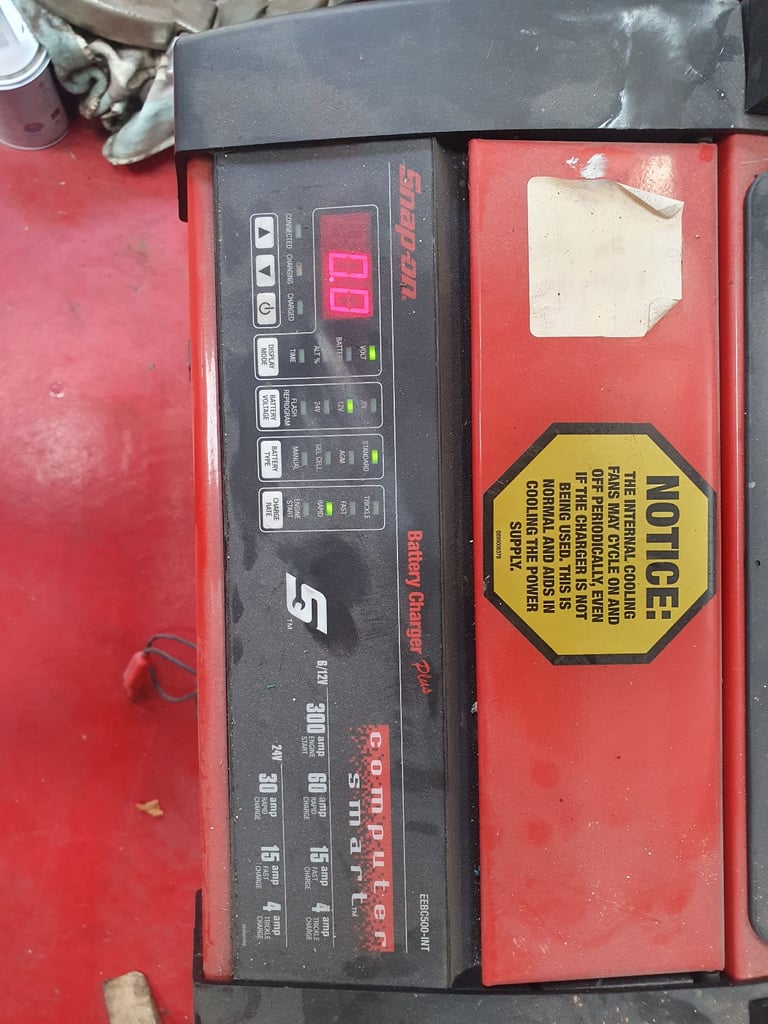 Snap-on
0.0
CONNECTED
CHARGING
CHARGED
VOLT
BATTERY
ALT %
TIME
DISPLAY
MODE
6V
12V
24V
FLASH
REPROGRAM
BATTERY
VOLTAGE
STANDARD
AGM
GEL CELL
MANUAL
BATTERY
TYPE
TRICKLE
FAST
RAPID
ENGINE
START
CHARGE
RATE
Battery Charger Plus
S TM
computer
smart™
EEBC500-INT
6/12V
300 amp
ENGINE
START
60 amp
RAPID
CHARGE
15 amp
FAST
CHARGE
4 amp
TRICKLE
CHARGE
24V
30 amp
RAPID
CHARGE
15 amp
FAST
CHARGE
4 amp
TRICKLE
CHARGE
NOTICE:
THE INTERNAL COOLING
FANS MAY CYCLE ON AND
OFF PERIODICALLY, EVEN
IF THE CHARGER IS NOT
BEING USED. THIS IS
NORMAL AND AIDS IN
COOLING THE POWER
SUPPLY.